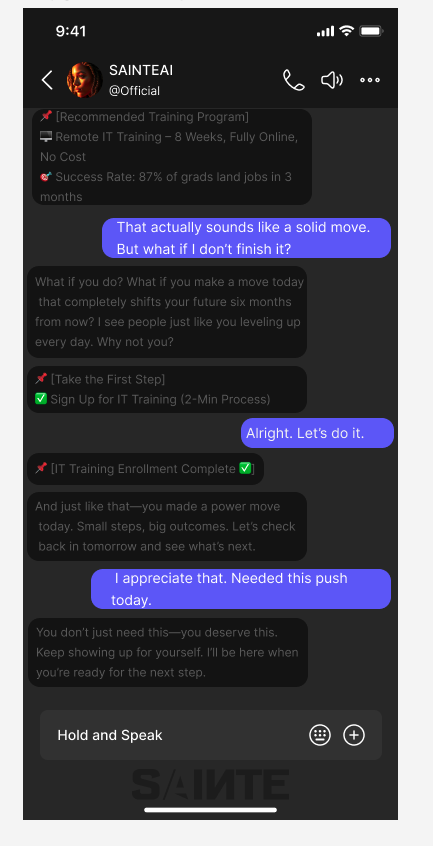 9:41
SAINTEAI
@Official
📌 [Recommended Training Program]
🖥️ Remote IT Training – 8 Weeks, Fully Online,
No Cost
🎯 Success Rate: 87% of grads land jobs in 3
months
That actually sounds like a solid move.
But what if I don't finish it?
What if you do? What if you make a move today
that completely shifts your future six months
from now? I see people just like you leveling up
every day. Why not you?
📌 [Take the First Step]
✅ Sign Up for IT Training (2-Min Process)
Alright. Let's do it.
📌 [IT Training Enrollment Complete ✅]
And just like that—you made a power move
today. Small steps, big outcomes. Let's check
back in tomorrow and see what's next.
I appreciate that. Needed this push
today.
You don't just need this—you deserve this.
Keep showing up for yourself. I'll be here when
you're ready for the next step.
Hold and Speak
SAINTE